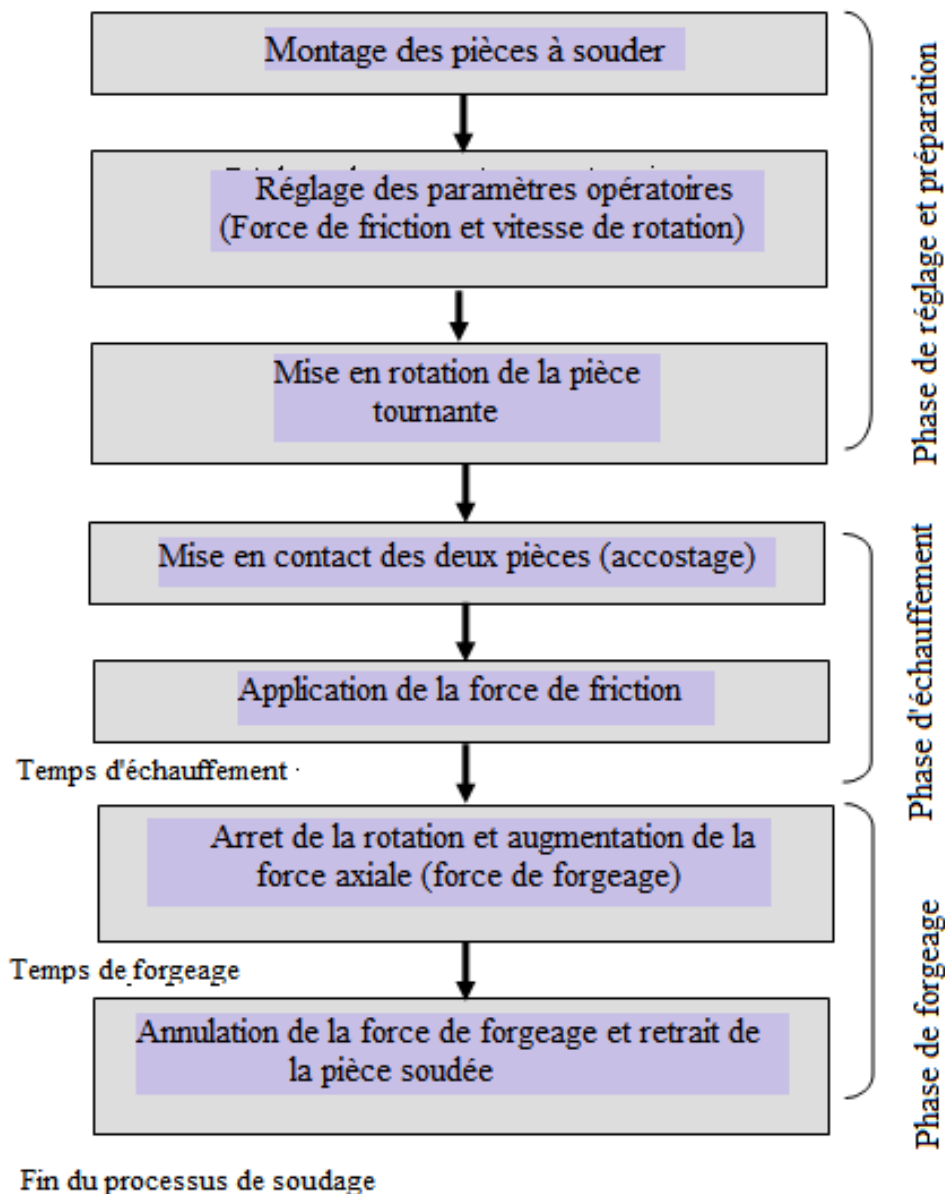 Montage des pièces à souder
Réglage des paramètres opératoires
(Force de friction et vitesse de rotation)
Mise en rotation de la pièce
tournante
Phase de réglage et préparation
Mise en contact des deux pièces (accostage)
Application de la force de friction
Temps d'échauffement
Phase d'échauffement
Arret de la rotation et augmentation de la
force axiale (force de forgeage)
Temps de forgeage
Annulation de la force de forgeage et retrait de
la pièce soudée
Phase de forgeage
Fin du processus de soudage